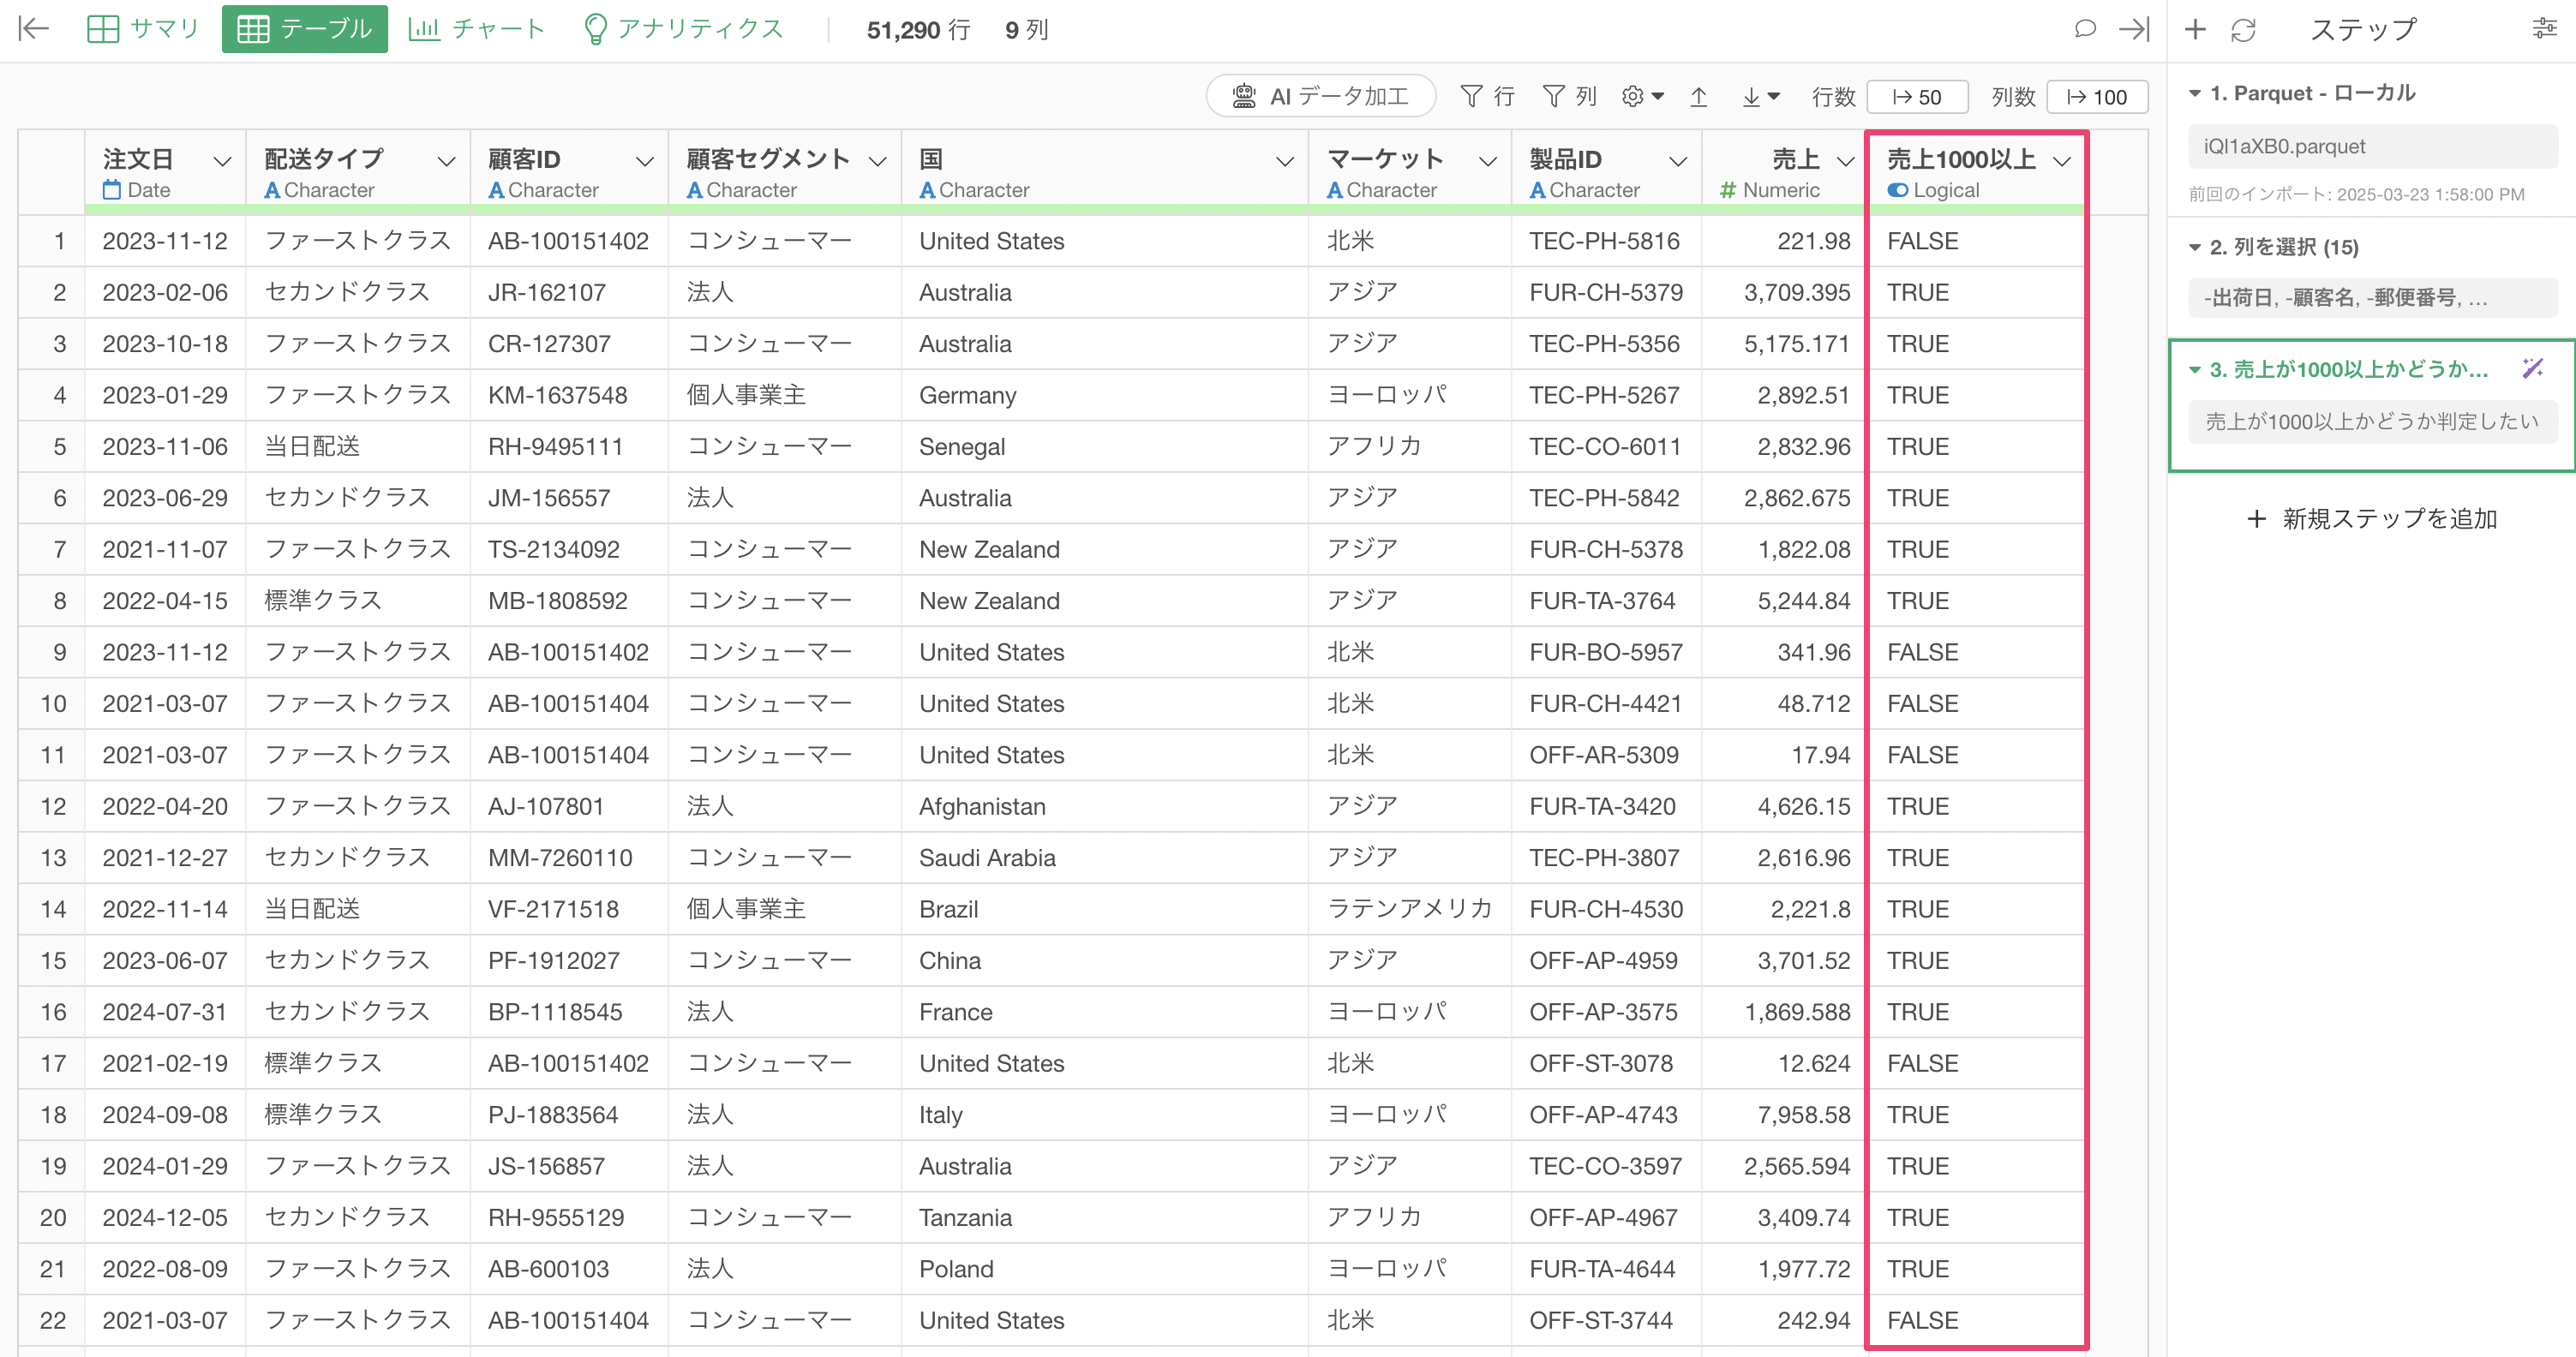 サマリ テーブル チャート アナリティクス 51,290 行 9 列 ステップ
AI データ加工 行 列 行数 50 列数 100
注文日 配送タイプ 顧客ID 顧客セグメント 国 マーケット 製品ID 売上 売上1000以上
Date Character Character Character Character Character Character # Numeric Logical
1 2023-11-12 ファーストクラス AB-100151402 コンシューマー United States 北米 TEC-PH-5816 221.98 FALSE
2 2023-02-06 セカンドクラス JR-162107 法人 Australia アジア FUR-CH-5379 3,709.395 TRUE
3 2023-10-18 ファーストクラス CR-127307 コンシューマー Australia アジア TEC-PH-5356 5,175.171 TRUE
4 2023-01-29 ファーストクラス KM-1637548 個人事業主 Germany ヨーロッパ TEC-PH-5267 2,892.51 TRUE
5 2023-11-06 当日配送 RH-9495111 コンシューマー Senegal アフリカ TEC-CO-6011 2,832.96 TRUE
6 2023-06-29 セカンドクラス JM-156557 法人 Australia アジア TEC-PH-5842 2,862.675 TRUE
7 2021-11-07 ファーストクラス TS-2134092 コンシューマー New Zealand アジア FUR-CH-5378 1,822.08 TRUE
8 2022-04-15 標準クラス MB-1808592 コンシューマー New Zealand アジア FUR-TA-3764 5,244.84 TRUE
9 2023-11-12 ファーストクラス AB-100151402 コンシューマー United States 北米 FUR-BO-5957 341.96 FALSE
10 2021-03-07 ファーストクラス AB-100151404 コンシューマー United States 北米 FUR-CH-4421 48.712 FALSE
11 2021-03-07 ファーストクラス AB-100151404 コンシューマー United States 北米 OFF-AR-5309 17.94 FALSE
12 2022-04-20 ファーストクラス AJ-107801 法人 Afghanistan アジア FUR-TA-3420 4,626.15 TRUE
13 2021-12-27 セカンドクラス MM-7260110 コンシューマー Saudi Arabia アジア TEC-PH-3807 2,616.96 TRUE
14 2022-11-14 当日配送 VF-2171518 個人事業主 Brazil ラテンアメリカ FUR-CH-4530 2,221.8 TRUE
15 2023-06-07 セカンドクラス PF-1912027 コンシューマー China アジア OFF-AP-4959 3,701.52 TRUE
16 2024-07-31 セカンドクラス BP-1118545 法人 France ヨーロッパ OFF-AP-3575 1,869.588 TRUE
17 2021-02-19 標準クラス AB-100151402 コンシューマー United States 北米 OFF-ST-3078 12.624 FALSE
18 2024-09-08 標準クラス PJ-1883564 法人 Italy ヨーロッパ OFF-AP-4743 7,958.58 TRUE
19 2024-01-29 ファーストクラス JS-156857 法人 Australia アジア TEC-CO-3597 2,565.594 TRUE
20 2024-12-05 セカンドクラス RH-9555129 コンシューマー Tanzania アフリカ OFF-AP-4967 3,409.74 TRUE
21 2022-08-09 ファーストクラス AB-600103 法人 Poland ヨーロッパ FUR-TA-4644 1,977.72 TRUE
22 2021-03-07 ファーストクラス AB-100151404 コンシューマー United States 北米 OFF-ST-3744 242.94 FALSE
1. Parquet - ローカル
iQI1aXB0.parquet
前回のインポート: 2025-03-23 1:58:00 PM
2. 列を選択 (15)
-出荷日, -顧客名, -郵便番号, ...
3. 売上が1000以上かどうか...
売上が1000以上かどうか判定したい
+ 新規ステップを追加